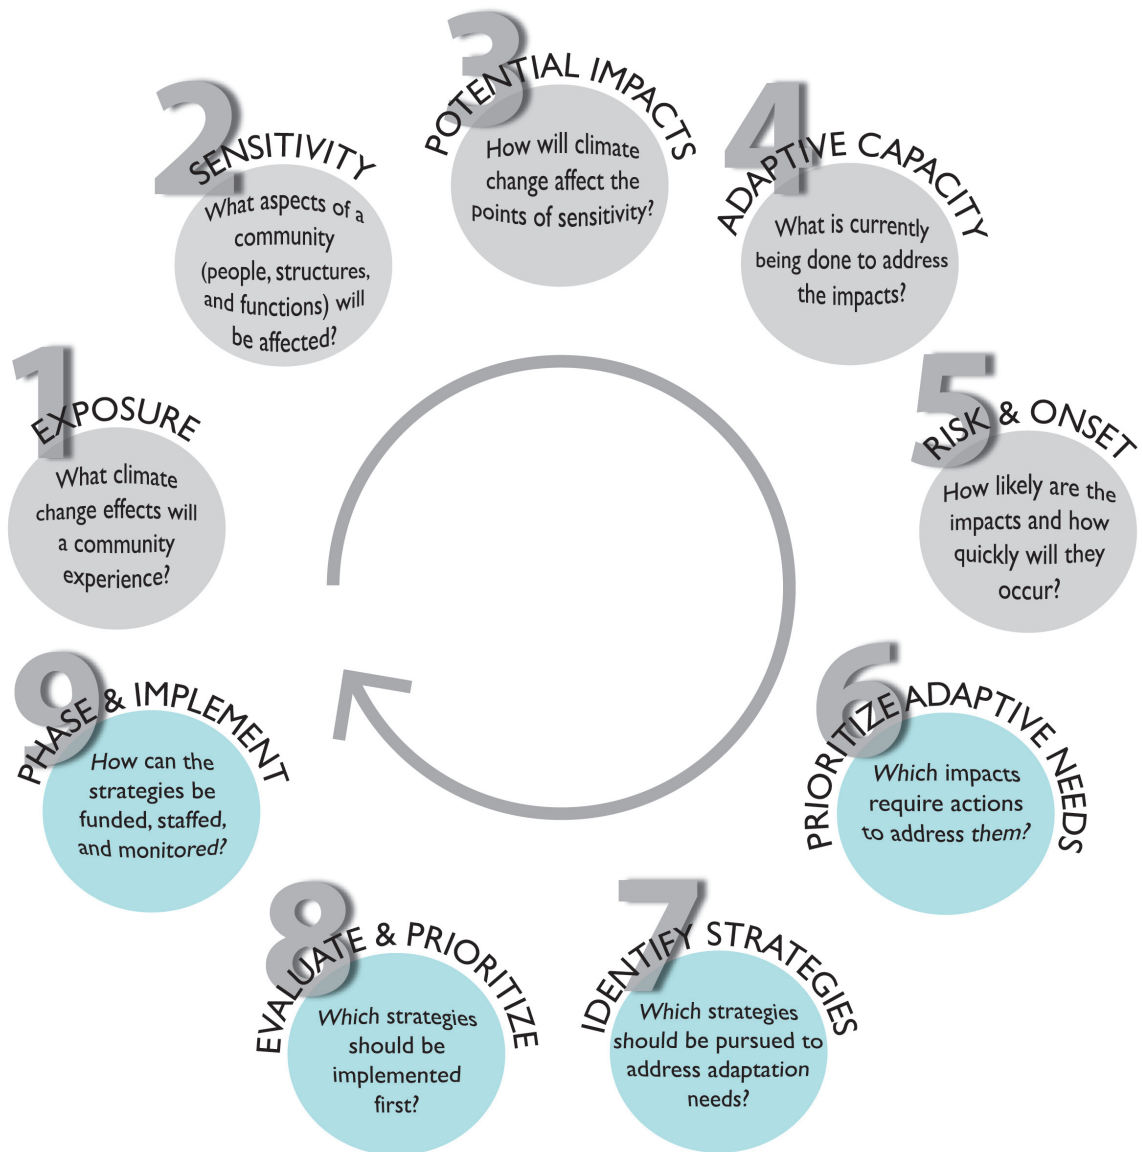 1
EXPOSURE
What climate
change effects will
a community
experience?
2
SENSITIVITY
What aspects of a
community
(people, structures,
and functions) will
be affected?
3
POTENTIAL IMPACTS
How will climate
change affect the
points of sensitivity?
4
ADAPTIVE CAPACITY
What is currently
being done to address
the impacts?
5
RISK & ONSET
How likely are the
impacts and how
quickly will they
occur?
6
PRIORITIZE ADAPTIVE NEEDS
Which impacts
require actions
to address them?
7
IDENTIFY STRATEGIES
Which strategies
should be pursued to
address adaptation
needs?
8
EVALUATE & PRIORITIZE
Which strategies
should be
implemented
first?
9
PHASE & IMPLEMENT
How can the
strategies be
funded, staffed,
and monitored?